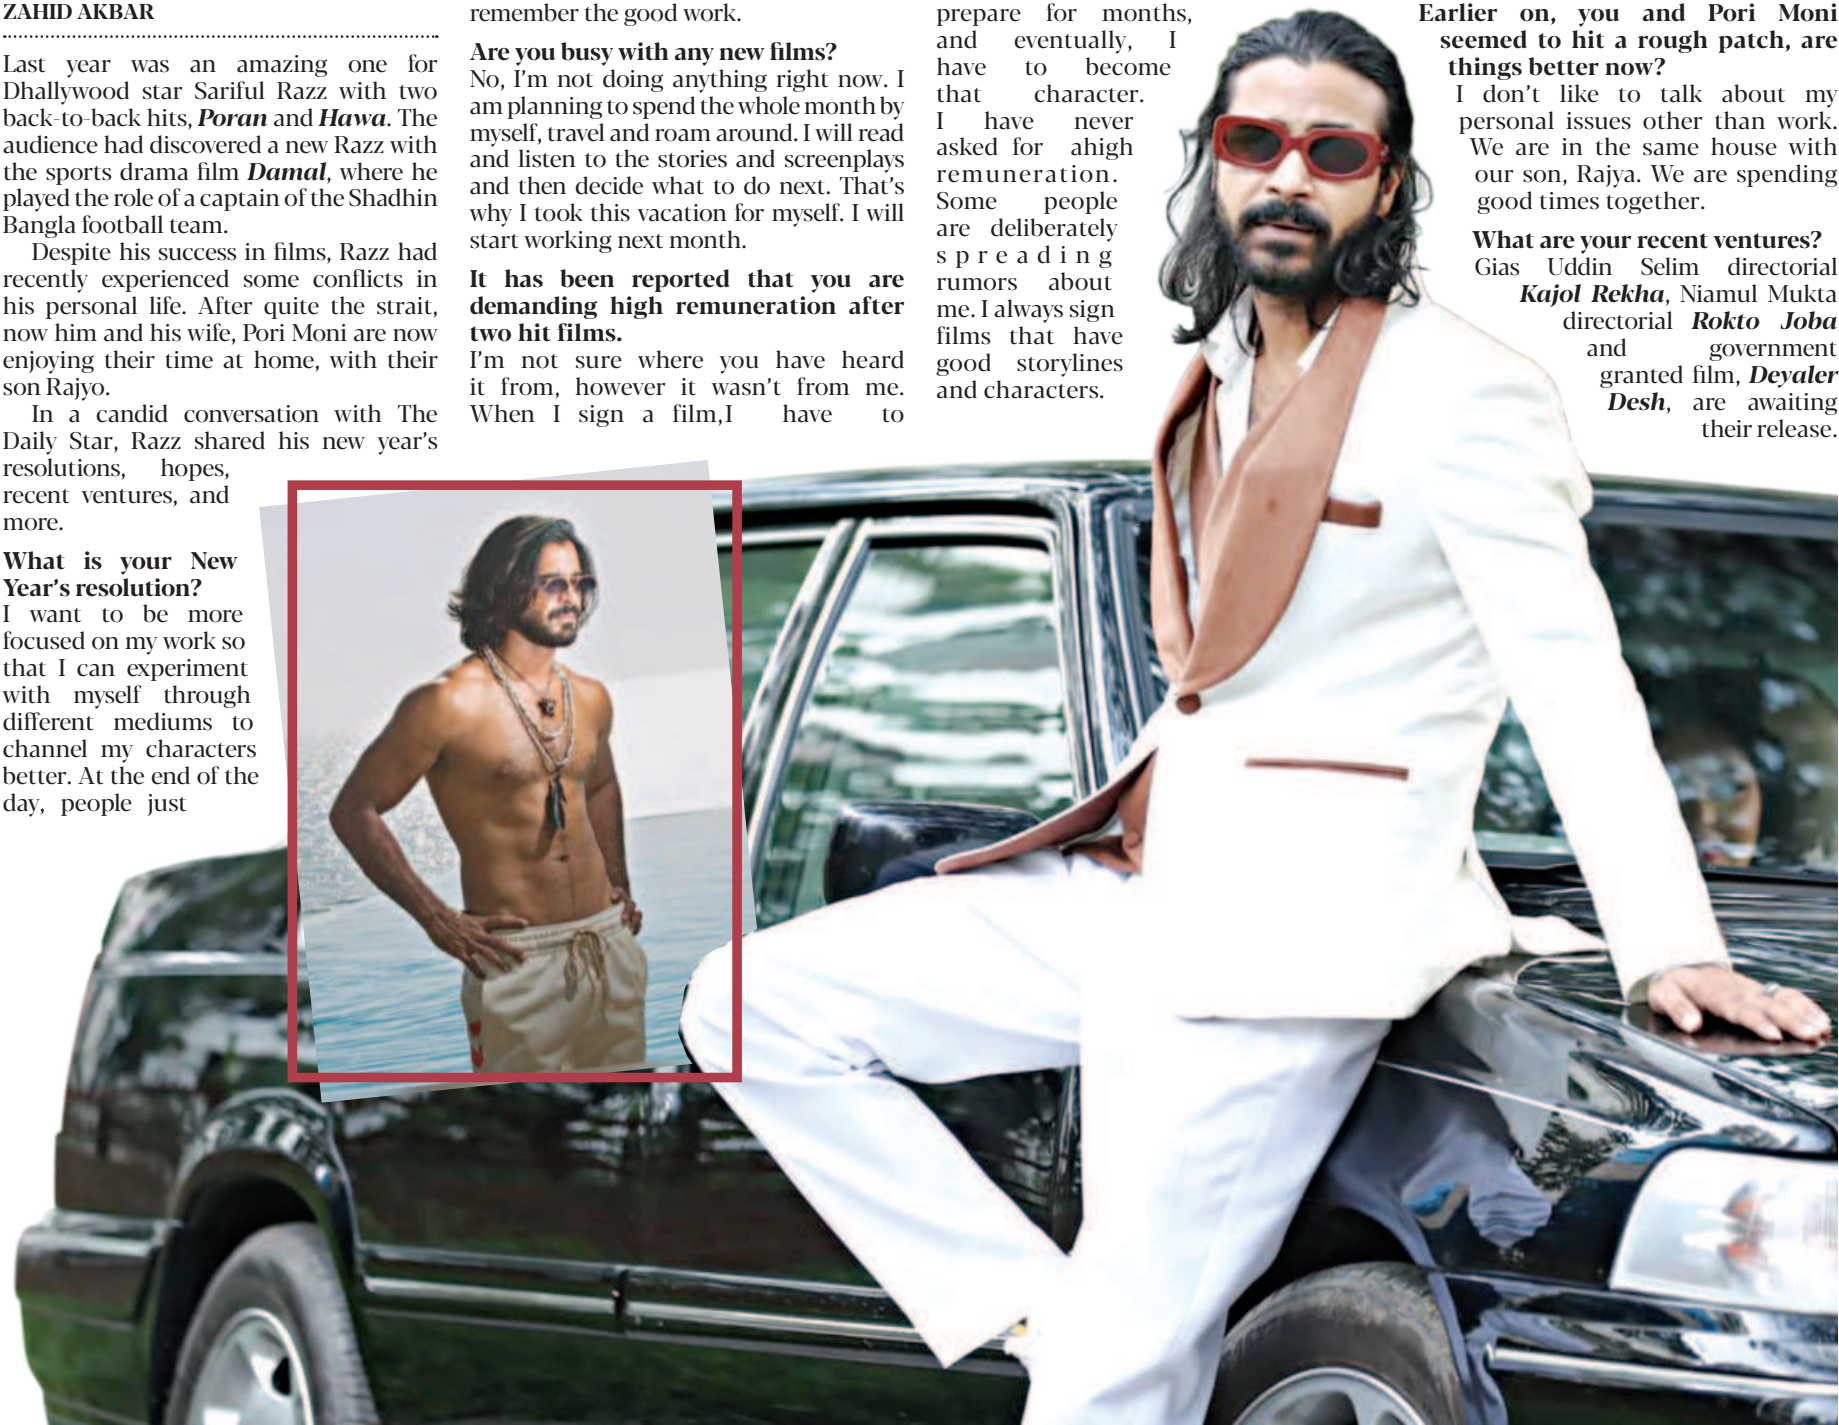 ZAHID AKBAR
Last year was an amazing one for
Dhallywood star Sariful Razz with two
back-to-back hits, Poran and Hawa. The
audience had discovered a new Razz with
the sports drama film Damal, where he
played the role of a captain of the Shadhin
Bangla football team.
Despite his success in films, Razz had
recently experienced some conflicts in
his personal life. After quite the strait,
now him and his wife, Pori Moni are now
enjoying their time at home, with their
son Rajyo.
In a candid conversation with The
Daily Star, Razz shared his new year’s
resolutions, hopes,
recent ventures, and
more.
What is your New
Year’s resolution?
I want to be more
focused on my work so
that I can experiment
with myself through
different mediums to
channel my characters
better. At the end of the
day, people just
remember the good work.
Are you busy with any new films?
No, I’m not doing anything right now. I
am planning to spend the whole month by
myself, travel and roam around. I will read
and listen to the stories and screenplays
and then decide what to do next. That’s
why I took this vacation for myself. I will
start working next month.
It has been reported that you are
demanding high remuneration after
two hit films.
I’m not sure where you have heard
it from, however it wasn’t from me.
When I sign a film,I have to
prepare for months,
and eventually, I
have to become
that character.
I have never
asked for ahigh
remuneration.
Some people
are deliberately
spreading
rumors about
me. I always sign
films that have
good storylines
and characters.
Earlier on, you and Pori Moni
seemed to hit a rough patch, are
things better now?
I don’t like to talk about my
personal issues other than work.
We are in the same house with
our son, Rajya. We are spending
good times together.
What are your recent ventures?
Gias Uddin Selim directorial
Kajol Rekha, Niamul Mukta
directorial Rokto Joba
and government
granted film, Deyaler
Desh, are awaiting
their release.